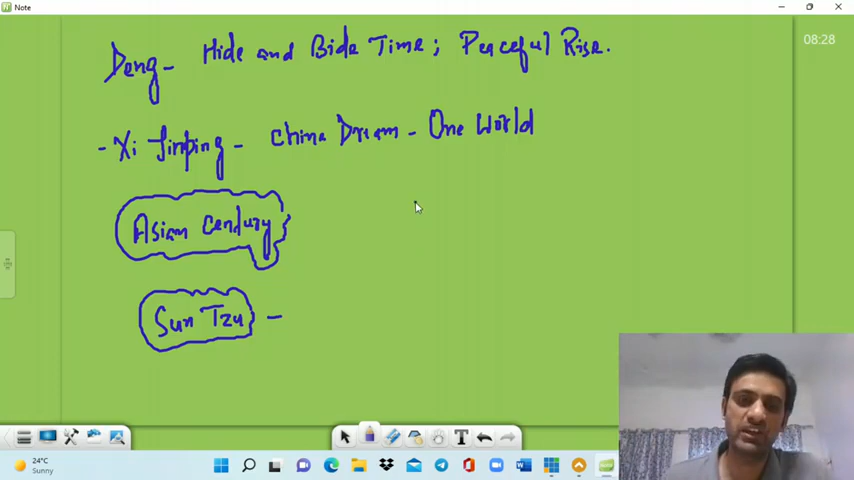 Note
08:28
Deng- Hide and Bide Time; Peaceful Rise.
- Xi Jinping - China Dream - One World
Asian Century
Sun Tzu -
T
24°C
Sunny